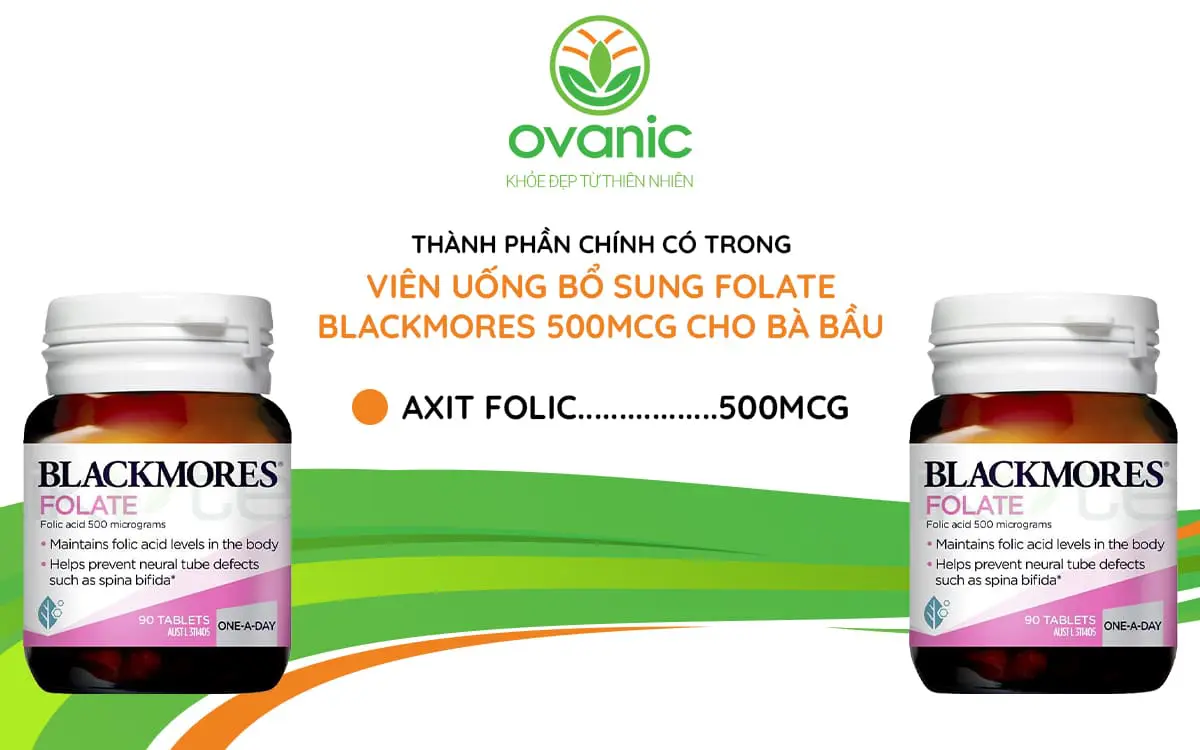 ovanic
KHỎE ĐẸP TỪ THIÊN NHIÊN
THÀNH PHẦN CHÍNH CÓ TRONG
VIÊN UỐNG BỔ SUNG FOLATE
BLACKMORES 500MCG CHO BÀ BẦU
AXIT FOLIC.................500MCG
BLACKMORES®
FOLATE
Folic acid 500 micrograms
• Maintains folic acid levels in the body
• Helps prevent neural tube defects
such as spina bifida*
90 TABLETS
AUST L 311405
ONE-A-DAY
BLACKMORES®
FOLATE
Folic acid 500 micrograms
• Maintains folic acid levels in the body
• Helps prevent neural tube defects
such as spina bifida*
90 TABLETS
AUST L 311405
ONE-A-DAY